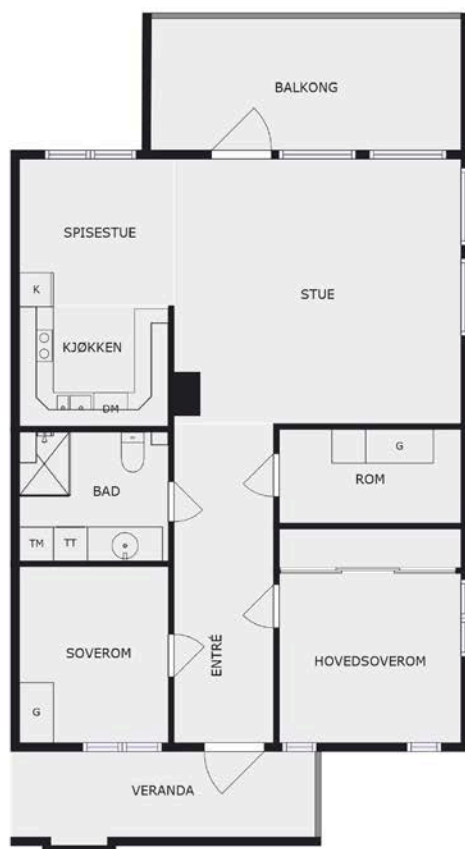 BALKONG
SPISESTUE
STUE
K
KJØKKEN
DM
G
ROM
BAD
TM
TT
SOVEROM
ENTRÉ
HOVEDSOVEROM
G
VERANDA